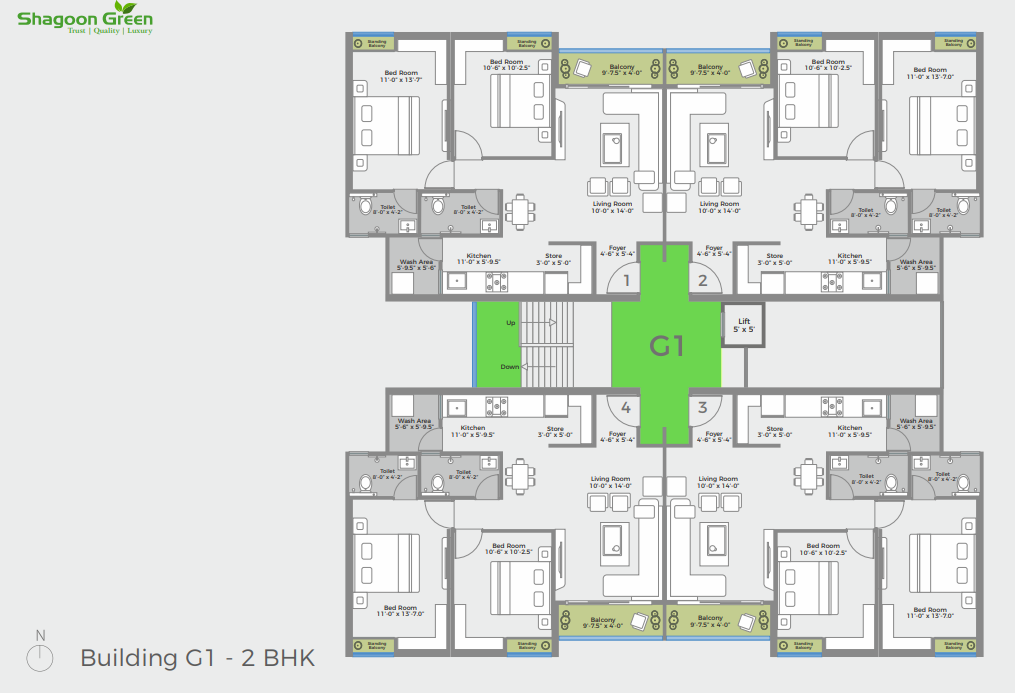 Shagoon Green
Trust | Quality | Luxury
Standing
Balcony
Standing
Balcony
Standing
Balcony
Standing
Balcony
Bed Room
11'-0" x 13'-7"
Bed Room
10'-6" x 10'-2.5"
Balcony
9'-7.5" x 4'-0"
Balcony
9'-7.5" x 4'-0"
Bed Room
10'-6" x 10'-2.5"
Bed Room
11'-0" x 13'-7.0"
Toilet
8'-0" x 4'-2"
Toilet
8'-0" x 4'-2"
Living Room
10'-0" x 14'-0"
Living Room
10'-0" x 14'-0"
Toilet
8'-0" x 4'-2"
Toilet
8'-0" x 4'-2"
Wash Area
5'-9.5" x 5'-6"
Kitchen
11'-0" x 5'-9.5"
Store
3'-0" x 5'-0"
Foyer
4'-6" x 5'-4"
Foyer
4'-6" x 5'-4"
Store
3'-0" x 5'-0"
Kitchen
11'-0" x 5'-9.5"
Wash Area
5'-6" x 5'-9.5"
1
2
Up
Down
G1
Lift
5' x 5'
4
3
Wash Area
5'-6" x 5'-9.5"
Kitchen
11'-0" x 5'-9.5"
Store
3'-0" x 5'-0"
Foyer
4'-6" x 5'-4"
Foyer
4'-6" x 5'-4"
Store
3'-0" x 5'-0"
Kitchen
11'-0" x 5'-9.5"
Wash Area
5'-6" x 5'-9.5"
Toilet
8'-0" x 4'-2"
Toilet
8'-0" x 4'-2"
Living Room
10'-0" x 14'-0"
Living Room
10'-0" x 14'-0"
Toilet
8'-0" x 4'-2"
Toilet
8'-0" x 4'-2"
Bed Room
11'-0" x 13'-7.0"
Bed Room
10'-6" x 10'-2.5"
Balcony
9'-7.5" x 4'-0"
Balcony
9'-7.5" x 4'-0"
Bed Room
10'-6" x 10'-2.5"
Bed Room
11'-0" x 13'-7.0"
Standing
Balcony
Standing
Balcony
Standing
Balcony
Standing
Balcony
N
Building G1 - 2 BHK